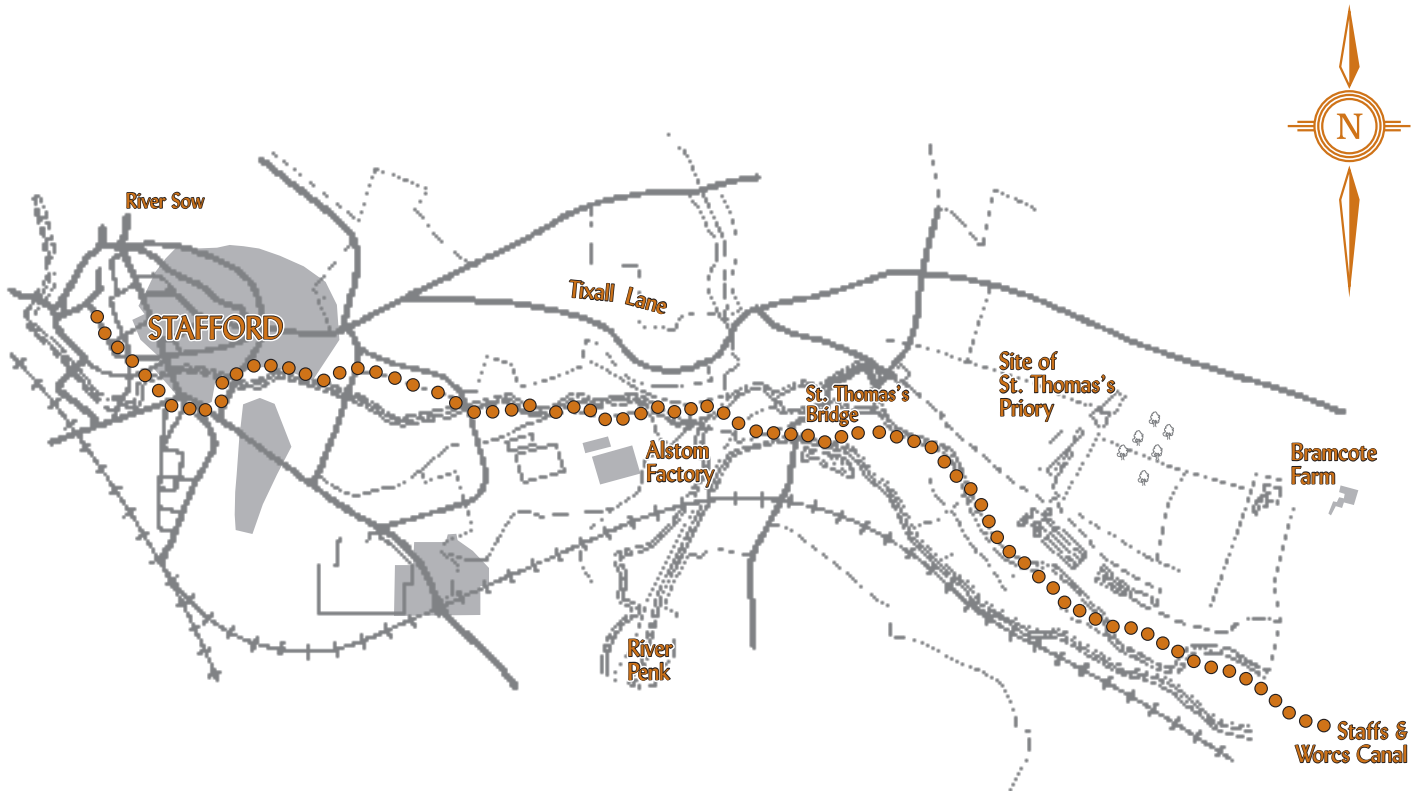 N
River Sow
Tixall Lane
STAFFORD
Site of
St. Thomas's
Priory
St. Thomas's
Bridge
Alstom
Factory
Bramcote
Farm
River
Penk
Staffs &
Worcs Canal